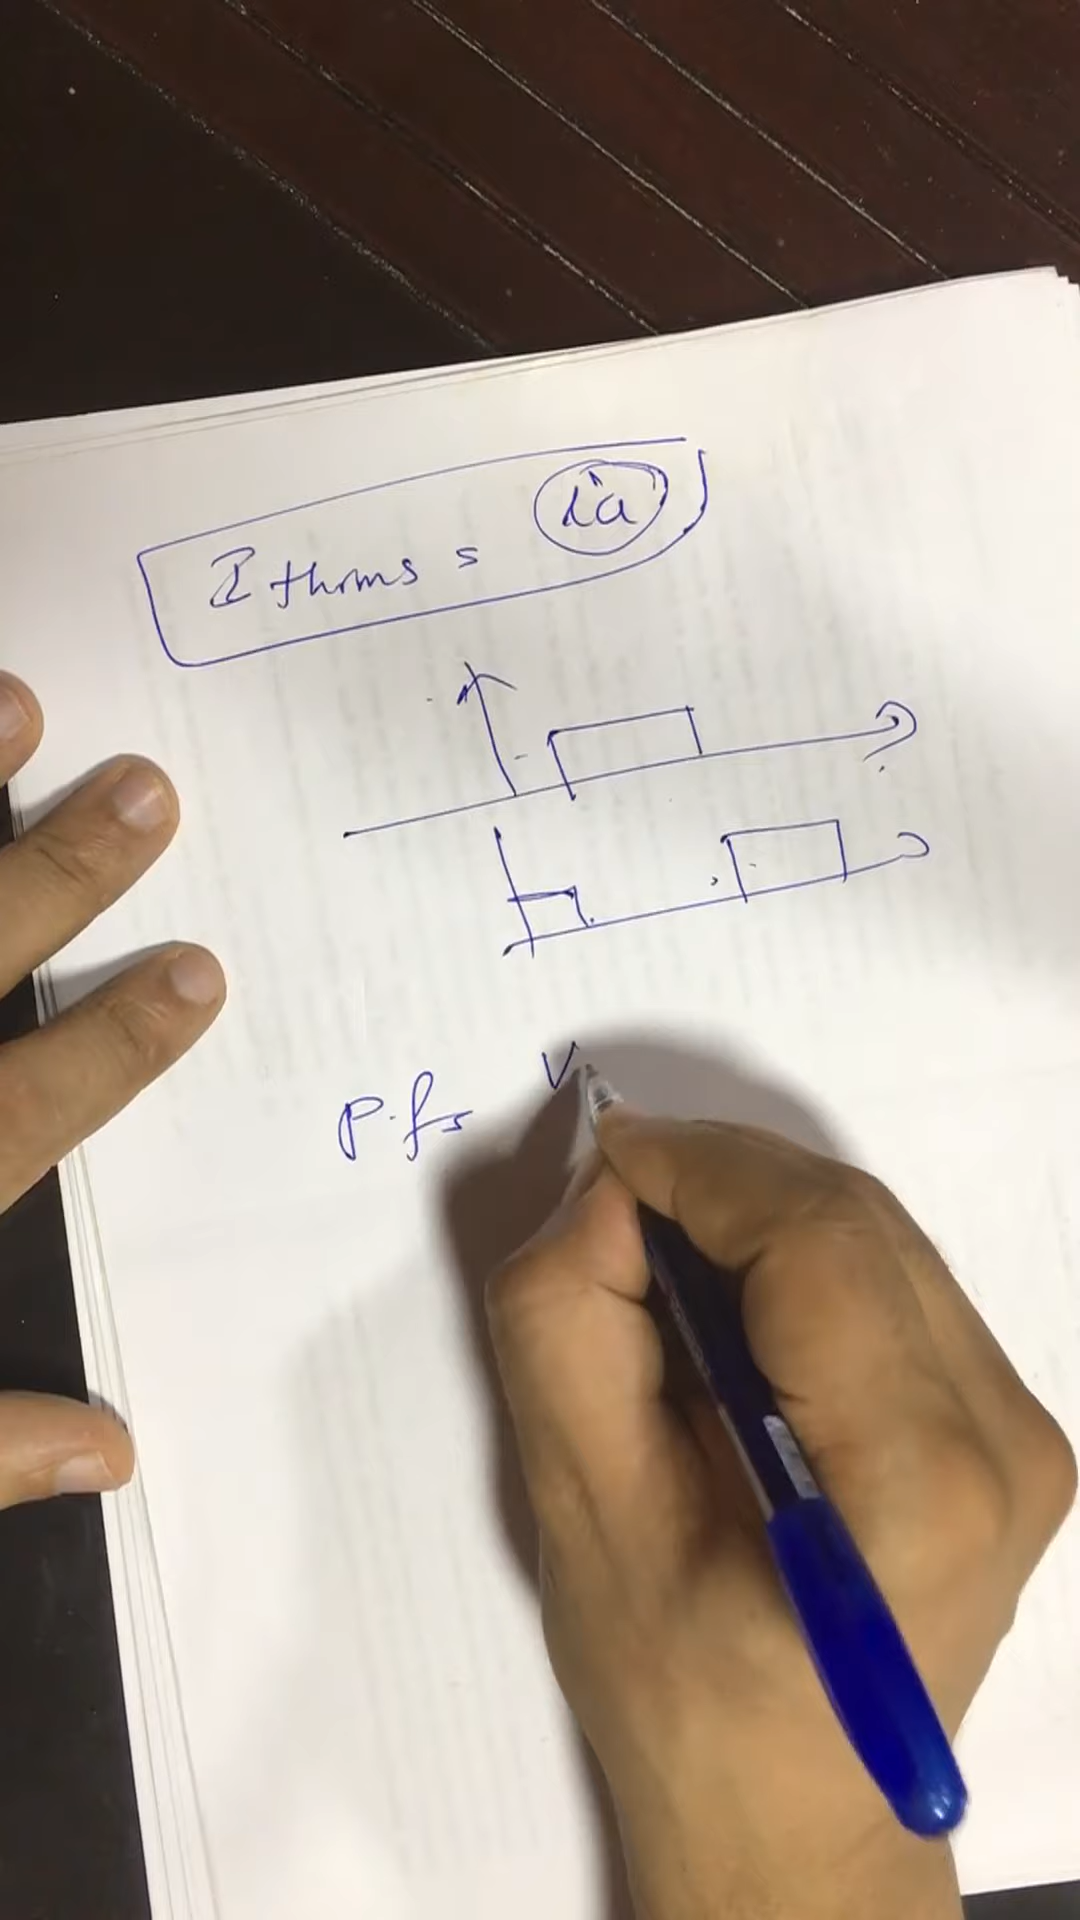 I thrms = ia
?
P.f = V